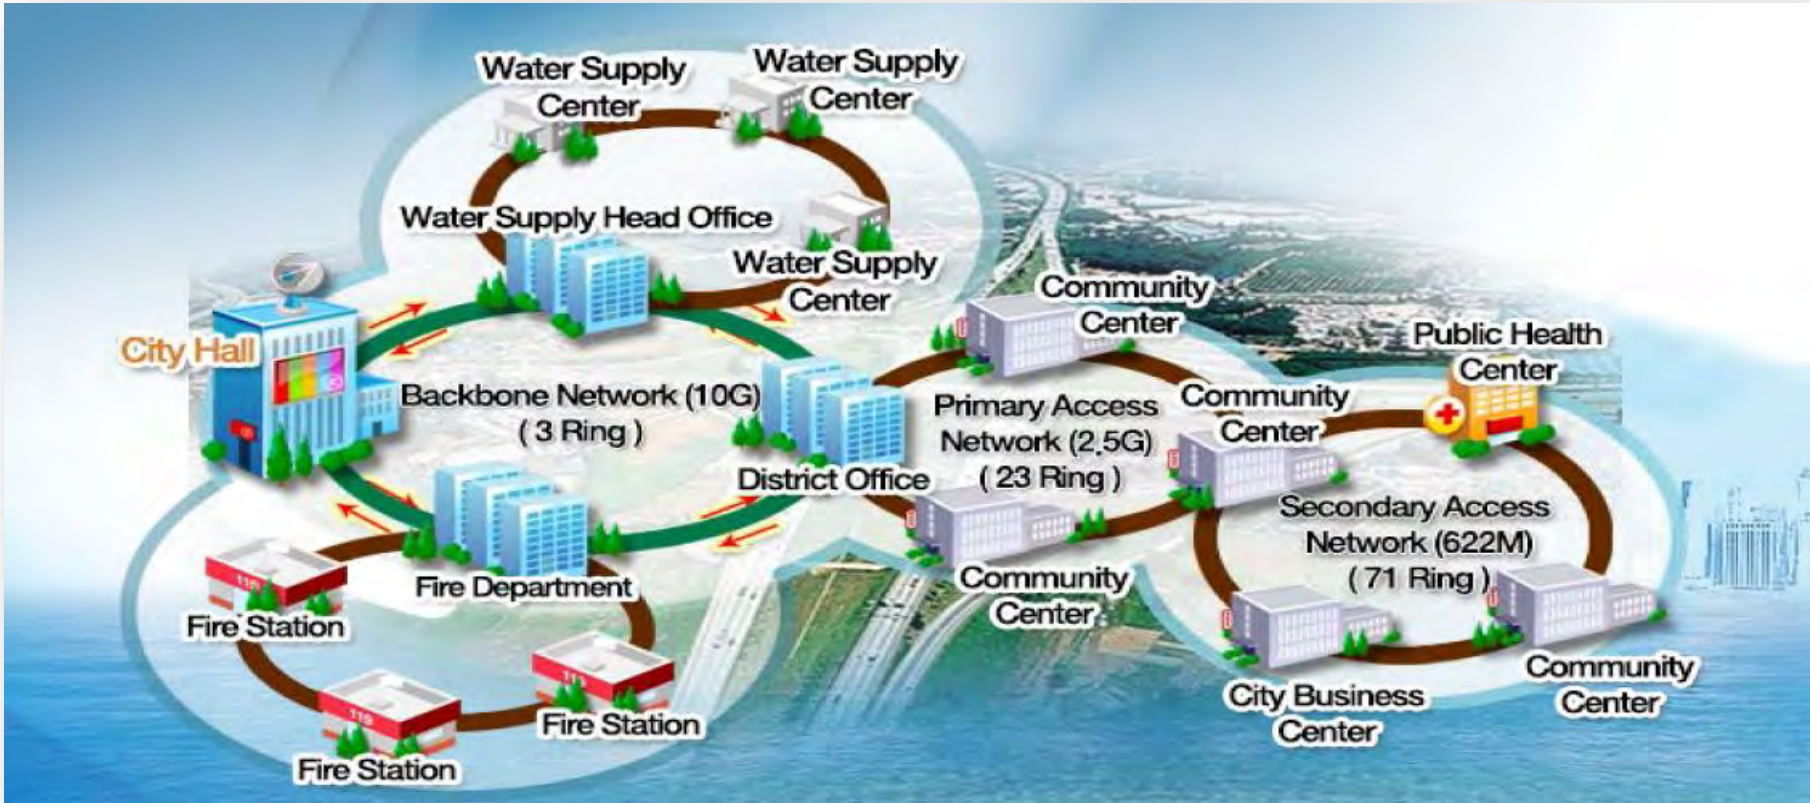 Water Supply
Center
Water Supply
Center
Water Supply Head Office
Water Supply
Center
City Hall
Backbone Network (10G)
( 3 Ring )
Community
Center
Primary Access
Network (2.5G)
( 23 Ring )
Community
Center
Public Health
Center
District Office
Secondary Access
Network (622M)
( 71 Ring )
Fire Department
Community
Center
Fire Station
119
Fire Station
119
Fire Station
119
City Business
Center
Community
Center